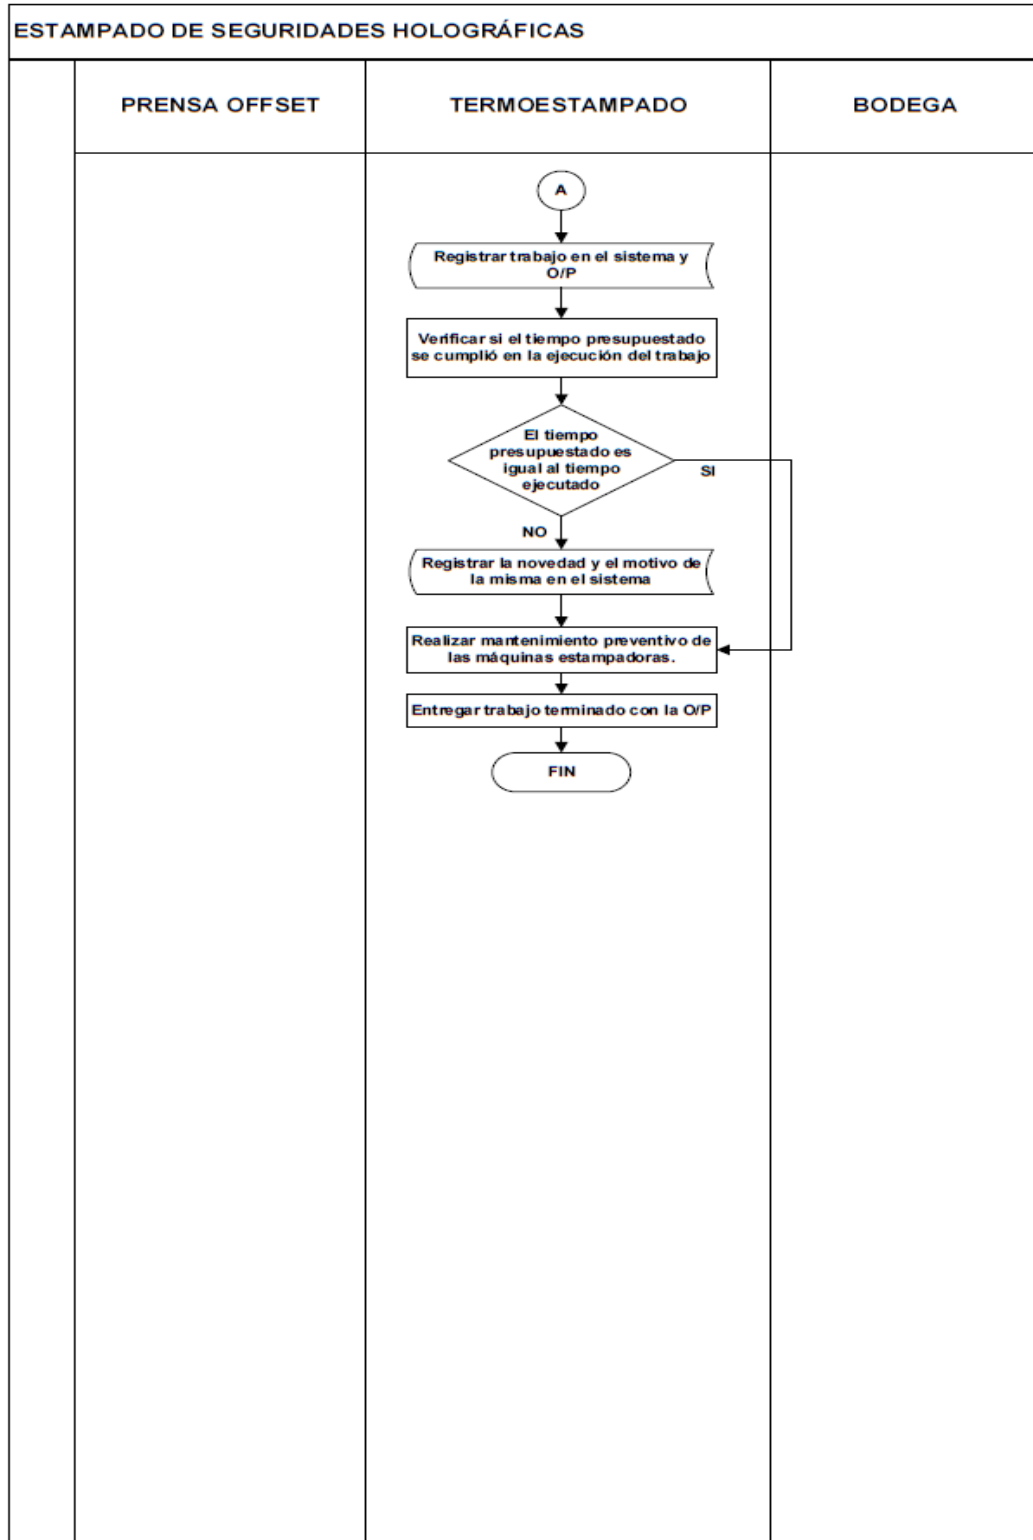 ESTAMPADO DE SEGURIDADES HOLOGRÁFICAS
PRENSA OFFSET
TERMOESTAMPADO
BODEGA
A
Registrar trabajo en el sistema y
O/P
Verificar si el tiempo presupuestado
se cumplió en la ejecución del trabajo
El tiempo
presupuestado es
igual al tiempo
ejecutado
SI
NO
Registrar la novedad y el motivo de
la misma en el sistema
Realizar mantenimiento preventivo de
las máquinas estampadoras.
Entregar trabajo terminado con la O/P
FIN